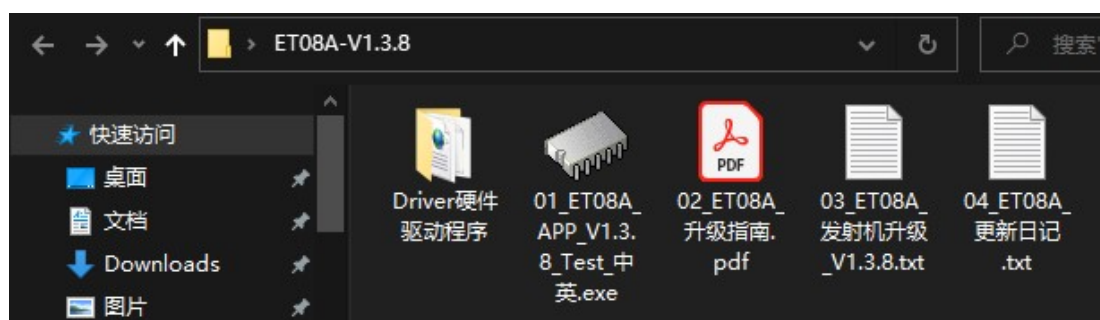 ET08A-V1.3.8
搜索
快速访问
桌面
文档
Downloads
图片
Driver硬件
驱动程序
01_ET08A_
APP_V1.3.
8_Test_中
英.exe
PDF
02_ET08A_
升级指南.
pdf
03_ET08A_
发射机升级
_V1.3.8.txt
04_ET08A_
更新日记
.txt